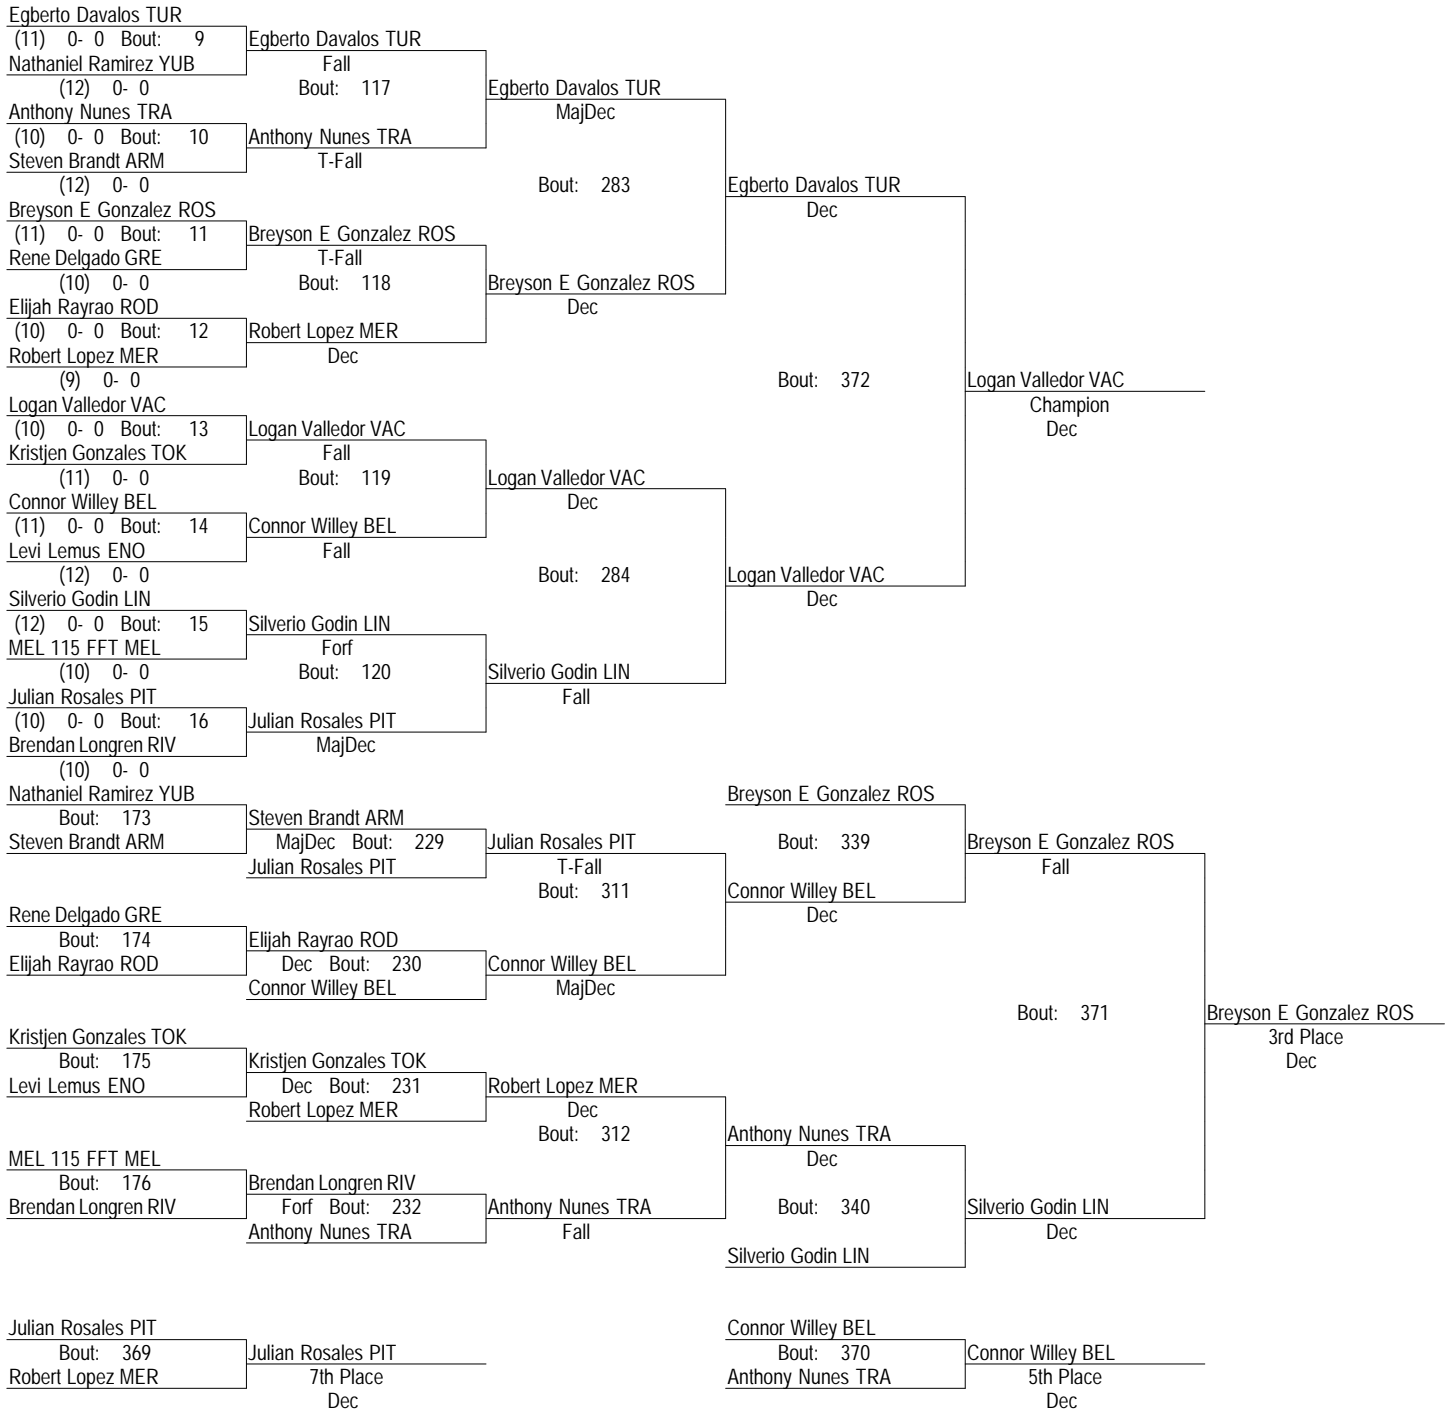 Egberto Davalos TUR
(11) 0- 0 Bout: 9 Egberto Davalos TUR
Nathaniel Ramirez YUB Fall
(12) 0- 0 Bout: 117 Egberto Davalos TUR
Anthony Nunes TRA MajDec
(10) 0- 0 Bout: 10 Anthony Nunes TRA
Steven Brandt ARM T-Fall
(12) 0- 0 Bout: 283 Egberto Davalos TUR
Breyson E Gonzalez ROS Dec
(11) 0- 0 Bout: 11 Breyson E Gonzalez ROS
Rene Delgado GRE T-Fall
(10) 0- 0 Bout: 118 Breyson E Gonzalez ROS
Elijah Rayrao ROD Dec
(10) 0- 0 Bout: 12 Robert Lopez MER
Robert Lopez MER Dec
(9) 0- 0 Bout: 372 Logan Valledor VAC
Logan Valledor VAC Champion
(10) 0- 0 Bout: 13 Logan Valledor VAC Dec
Kristjen Gonzales TOK Fall
(11) 0- 0 Bout: 119 Logan Valledor VAC
Connor Willey BEL Dec
(11) 0- 0 Bout: 14 Connor Willey BEL
Levi Lemus ENO Fall
(12) 0- 0 Bout: 284 Logan Valledor VAC
Silverio Godin LIN Dec
(12) 0- 0 Bout: 15 Silverio Godin LIN
MEL 115 FFT MEL Forf
(10) 0- 0 Bout: 120 Silverio Godin LIN
Julian Rosales PIT Fall
(10) 0- 0 Bout: 16 Julian Rosales PIT
Brendan Longren RIV MajDec
(10) 0- 0
Nathaniel Ramirez YUB Breyson E Gonzalez ROS
Bout: 173 Steven Brandt ARM
Steven Brandt ARM MajDec Bout: 229 Julian Rosales PIT Bout: 339 Breyson E Gonzalez ROS
Julian Rosales PIT T-Fall Fall
Bout: 311 Connor Willey BEL
Rene Delgado GRE Dec
Bout: 174 Elijah Rayrao ROD
Elijah Rayrao ROD Dec Bout: 230 Connor Willey BEL
Connor Willey BEL MajDec
Bout: 371 Breyson E Gonzalez ROS
Kristjen Gonzales TOK 3rd Place
Bout: 175 Kristjen Gonzales TOK Dec
Levi Lemus ENO Dec Bout: 231 Robert Lopez MER
Robert Lopez MER Dec
Bout: 312 Anthony Nunes TRA
MEL 115 FFT MEL Dec
Bout: 176 Brendan Longren RIV
Brendan Longren RIV Forf Bout: 232 Anthony Nunes TRA Bout: 340 Silverio Godin LIN
Anthony Nunes TRA Fall Dec
Silverio Godin LIN
Julian Rosales PIT Connor Willey BEL
Bout: 369 Julian Rosales PIT Bout: 370 Connor Willey BEL
Robert Lopez MER 7th Place Anthony Nunes TRA 5th Place
Dec Dec